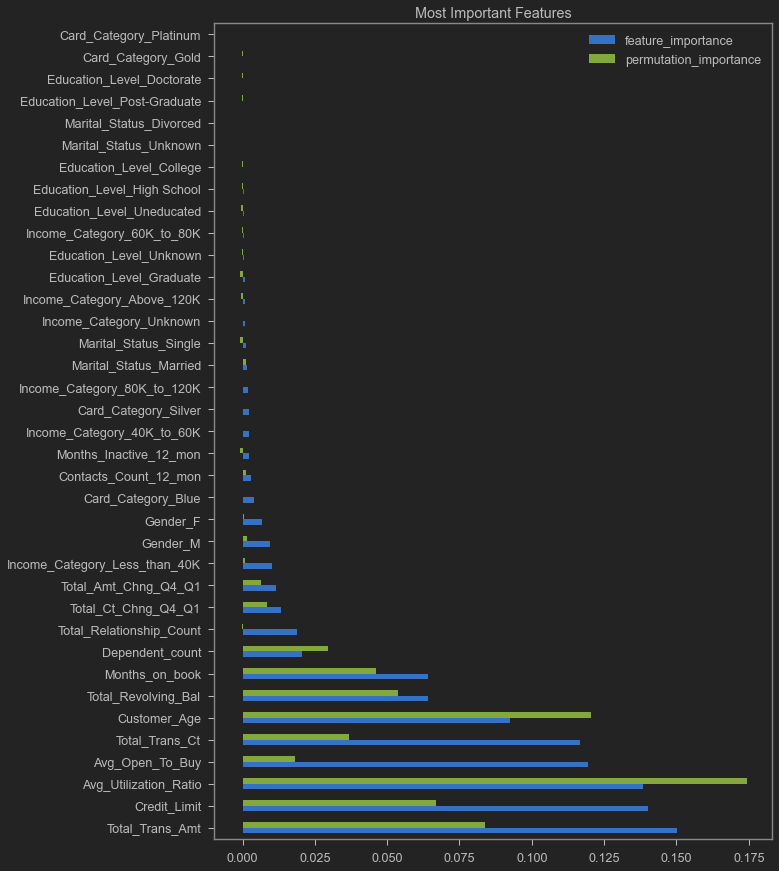 Most Important Features
feature_importance
permutation_importance
Card_Category_Platinum
Card_Category_Gold
Education_Level_Doctorate
Education_Level_Post-Graduate
Marital_Status_Divorced
Marital_Status_Unknown
Education_Level_College
Education_Level_High School
Education_Level_Uneducated
Income_Category_60K_to_80K
Education_Level_Unknown
Education_Level_Graduate
Income_Category_Above_120K
Income_Category_Unknown
Marital_Status_Single
Marital_Status_Married
Income_Category_80K_to_120K
Card_Category_Silver
Income_Category_40K_to_60K
Months_Inactive_12_mon
Contacts_Count_12_mon
Card_Category_Blue
Gender_F
Gender_M
Income_Category_Less_than_40K
Total_Amt_Chng_Q4_Q1
Total_Ct_Chng_Q4_Q1
Total_Relationship_Count
Dependent_count
Months_on_book
Total_Revolving_Bal
Customer_Age
Total_Trans_Ct
Avg_Open_To_Buy
Avg_Utilization_Ratio
Credit_Limit
Total_Trans_Amt
0.000 0.025 0.050 0.075 0.100 0.125 0.150 0.175